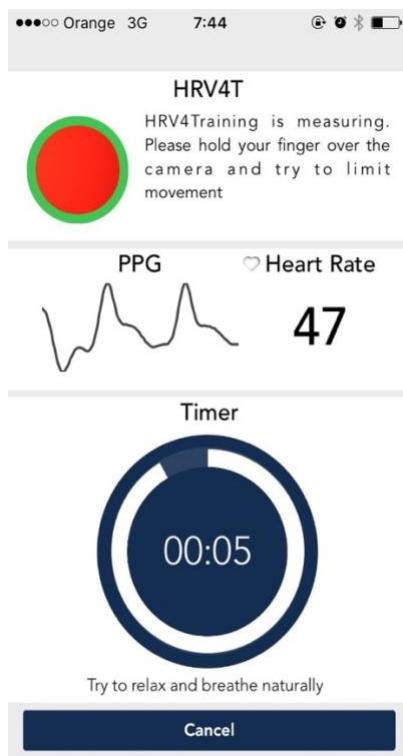 Orange 3G 7:44
HRV4T
HRV4Training is measuring.
Please hold your finger over the
camera and try to limit
movement
PPG
Heart Rate
47
Timer
00:05
Try to relax and breathe naturally
Cancel